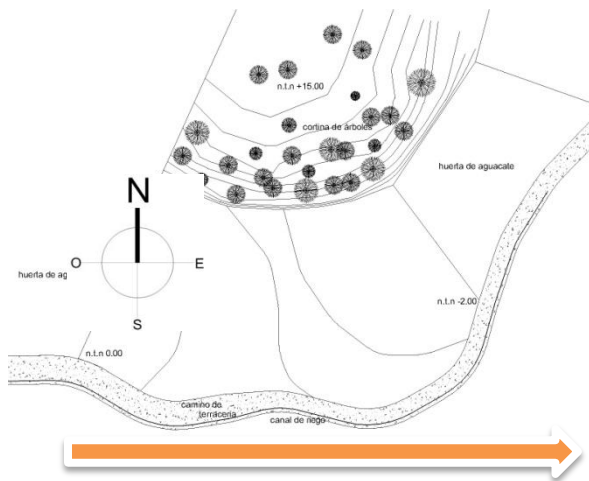 n.t.n +15.00
cortina de árboles
huerta de aguacate
N
O
E
huerta de ag
S
n.t.n -2.00
n.t.n 0.00
camino de
terraceria
canal de riego